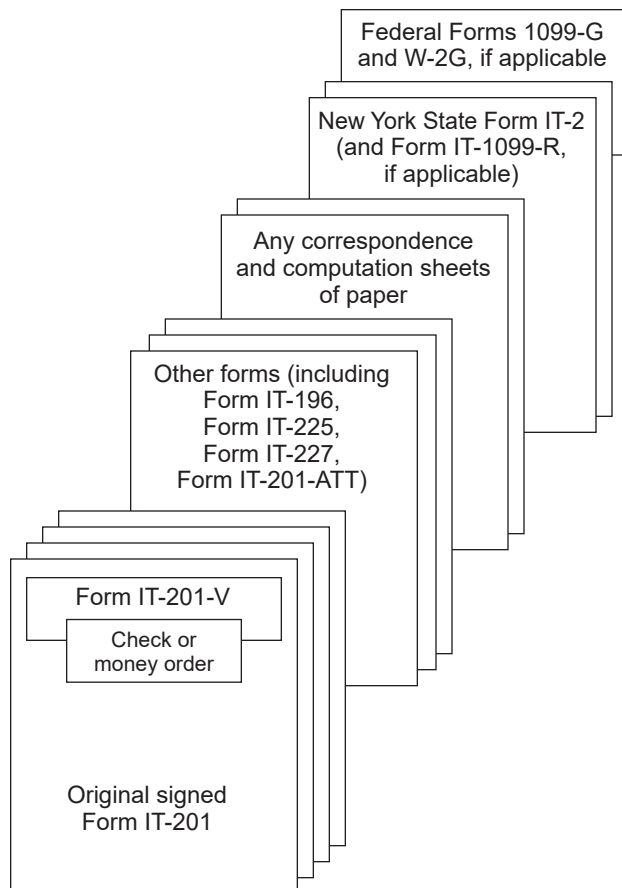 Federal Forms 1099-G
and W-2G, if applicable
New York State Form IT-2
(and Form IT-1099-R,
if applicable)
Any correspondence
and computation sheets
of paper
Other forms (including
Form IT-196,
Form IT-225,
Form IT-227,
Form IT-201-ATT)
Form IT-201-V
Check or
money order
Original signed
Form IT-201